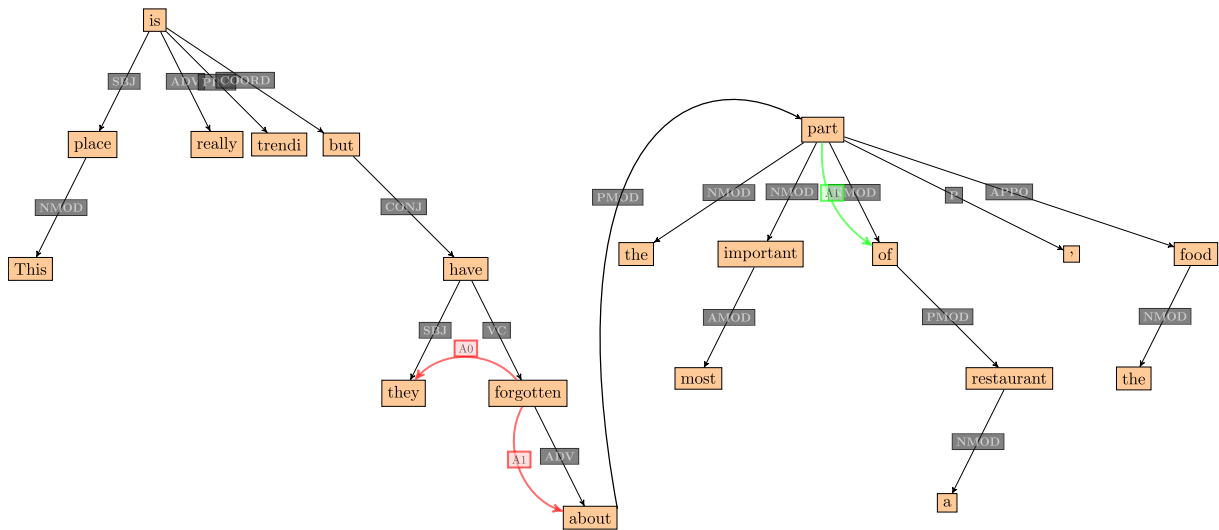 is
SBJ ADV COORD
place really trendi but
NMOD CONJ
This have
SBJ VC
A0
they forgotten
A1 ADV
about
PMOD
part
NMOD NMOD A1 P APPO
the important of , food
AMOD PMOD NMOD
most restaurant the
NMOD
a